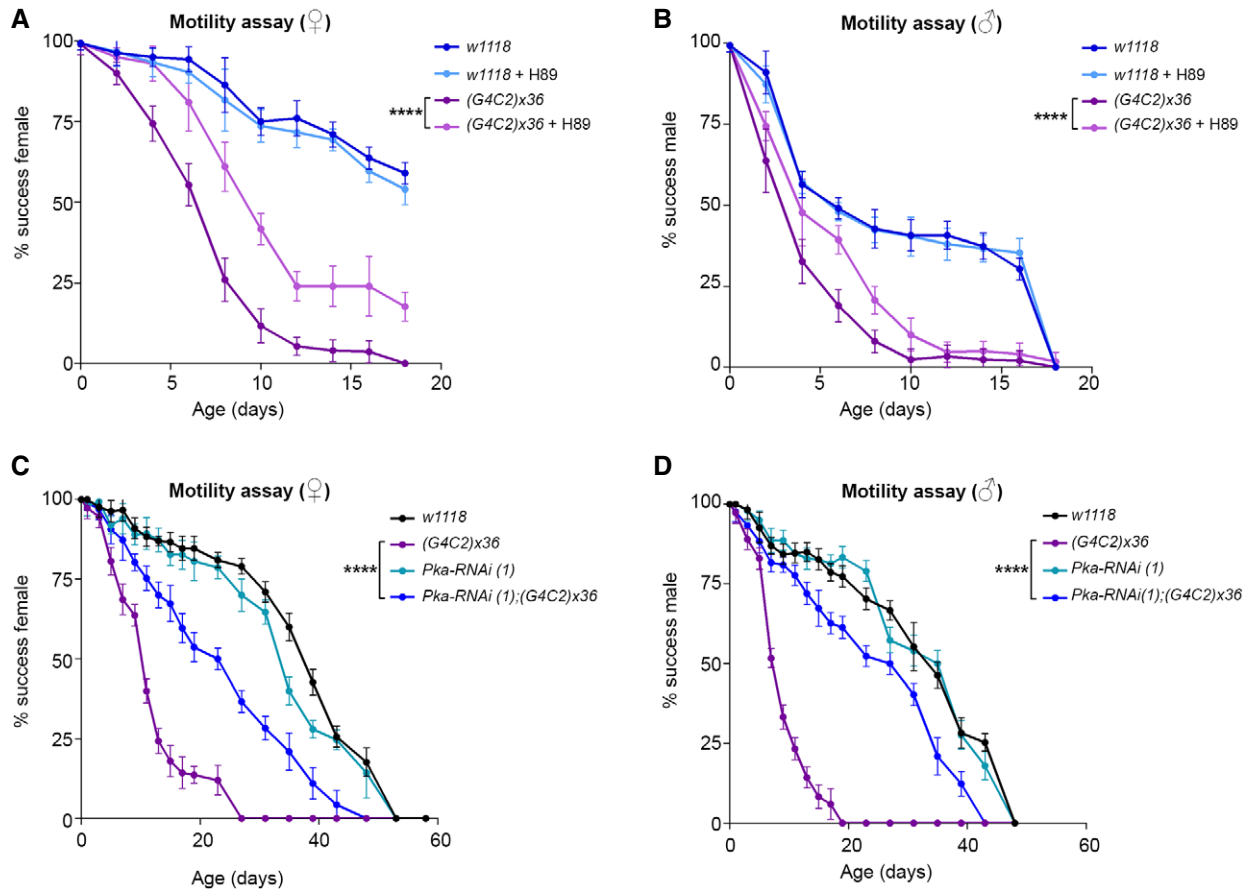 A
Motility assay (♀)
w1118
w1118 + H89
(G4C2)x36
(G4C2)x36 + H89
****
% success female
100
75
50
25
0
0 5 10 15 20
Age (days)
B
Motility assay (♂)
w1118
w1118 + H89
(G4C2)x36
(G4C2)x36 + H89
****
% success male
100
75
50
25
0
0 5 10 15 20
Age (days)
C
Motility assay (♀)
w1118
(G4C2)x36
Pka-RNAi (1)
Pka-RNAi (1);(G4C2)x36
****
% success female
100
75
50
25
0
0 20 40 60
Age (days)
D
Motility assay (♂)
w1118
(G4C2)x36
Pka-RNAi (1)
Pka-RNAi(1);(G4C2)x36
****
% success male
100
75
50
25
0
0 20 40 60
Age (days)